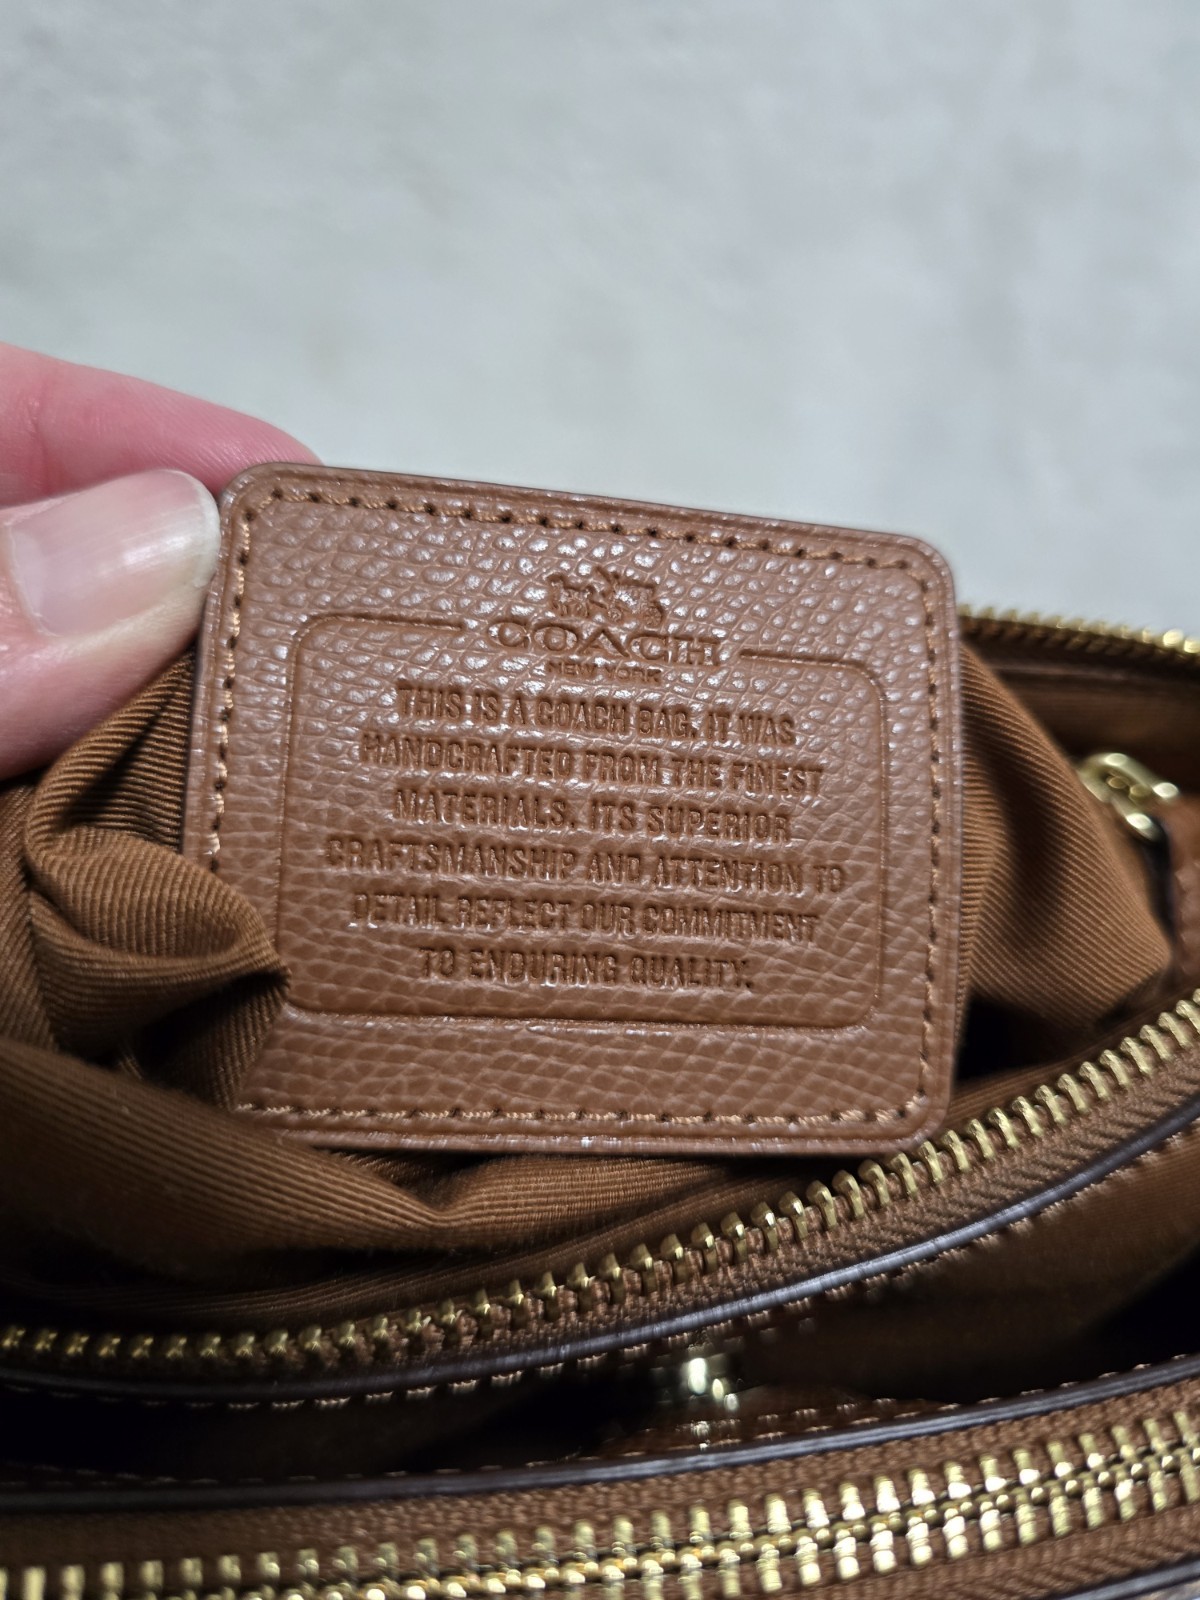 COACH
NEW YORK
THIS IS A COACH BAG. IT WAS
HANDCRAFTED FROM THE FINEST
MATERIALS. ITS SUPERIOR
CRAFTSMANSHIP AND ATTENTION TO
DETAIL REFLECT OUR COMMITMENT
TO ENDURING QUALITY.